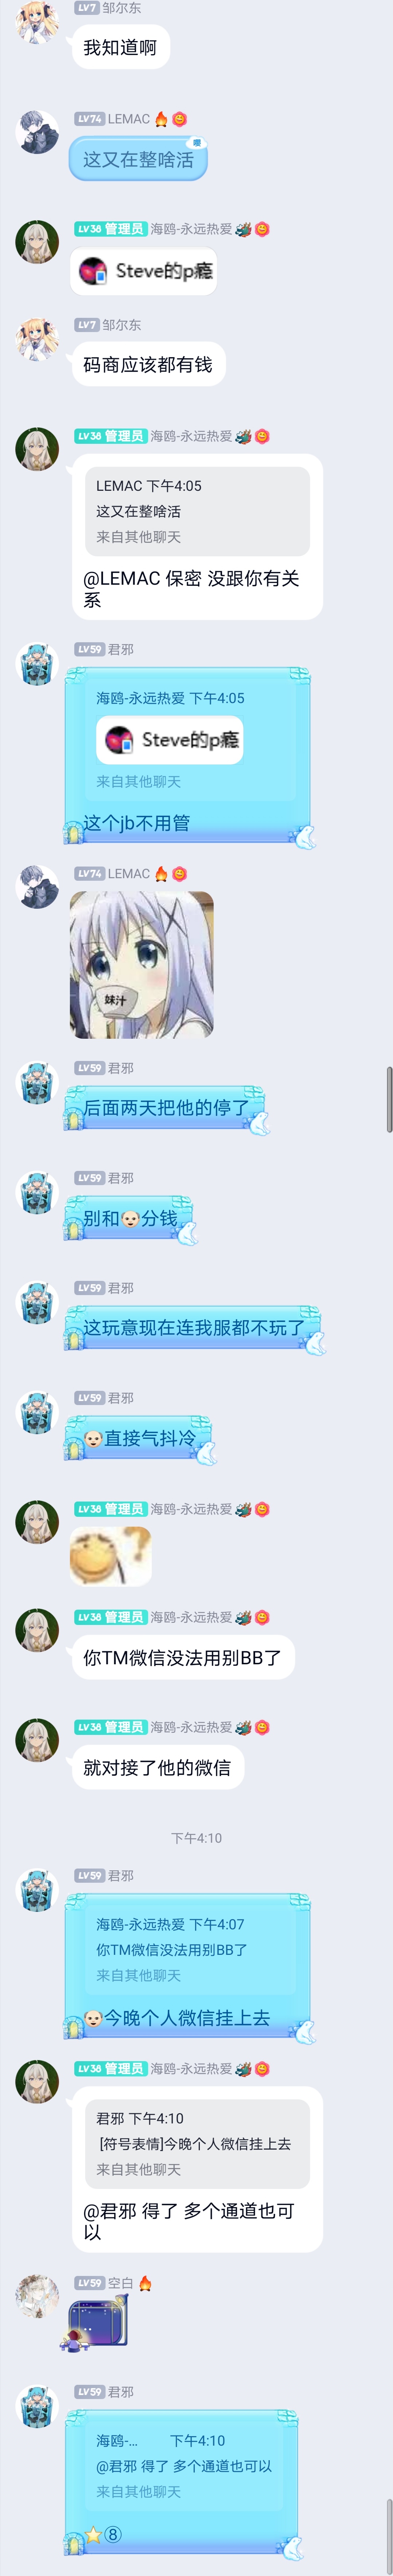 LV7 邹尔东
我知道啊
LV74 LEMAC
这又在整啥活
嘤
LV38 管理员 海鸥-永远热爱
Steve的p瘾
LV7 邹尔东
码商应该都有钱
LV38 管理员 海鸥-永远热爱
LEMAC 下午4:05
这又在整啥活
来自其他聊天
@LEMAC 保密 没跟你有关
系
LV59 君邪
海鸥-永远热爱 下午4:05
Steve的p瘾
来自其他聊天
这个jb不用管
LV74 LEMAC
妹汁
LV59 君邪
后面两天把他的停了
LV59 君邪
别和🐶分钱
LV59 君邪
这玩意现在连我服都不玩了
LV59 君邪
🐶直接气抖冷
LV38 管理员 海鸥-永远热爱
LV38 管理员 海鸥-永远热爱
你TM微信没法用别BB了
LV38 管理员 海鸥-永远热爱
就对接了他的微信
下午4:10
LV59 君邪
海鸥-永远热爱 下午4:07
你TM微信没法用别BB了
来自其他聊天
🐶今晚个人微信挂上去
LV38 管理员 海鸥-永远热爱
君邪 下午4:10
[符号表情]今晚个人微信挂上去
来自其他聊天
@君邪 得了 多个通道也可
以
LV59 空白
LV59 君邪
海鸥-... 下午4:10
@君邪 得了 多个通道也可以
来自其他聊天
⭐⑧